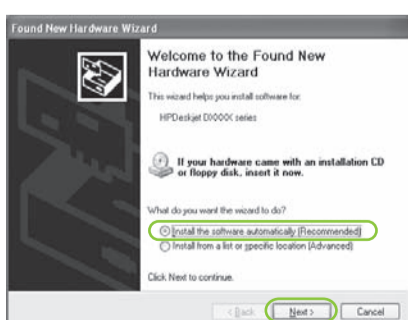 Found New Hardware Wizard
Welcome to the Found New
Hardware Wizard
This wizard helps you install software for:
HPDeskjet DXXXX series
If your hardware came with an installation CD
or floppy disk, insert it now.
What do you want the wizard to do?
Install the software automatically (Recommended)
Install from a list or specific location (Advanced)
Click Next to continue.
< Back Next > Cancel